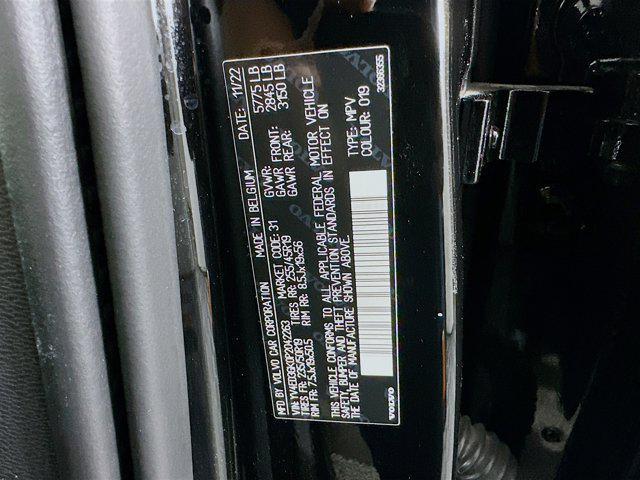 MFD BY VOLVO CAR CORPORATION MADE IN BELGIUM DATE: 11/22
MARKET CODE: 31 GVWR: 5775 LB
TIRES FR: 235/50R19 TIRES RR: 255/45R19 GAWR FRONT: 2845 LB
RIM FR: 7.5Jx19x50.5 RIM RR: 8.5Jx19x56 GAWR REAR: 3150 LB
THIS VEHICLE CONFORMS TO ALL APPLICABLE FEDERAL MOTOR VEHICLE
SAFETY, BUMPER AND THEFT PREVENTION STANDARDS IN EFFECT ON
THE DATE OF MANUFACTURE SHOWN ABOVE.
TYPE: MPV
COLOUR: 019
VOLVO